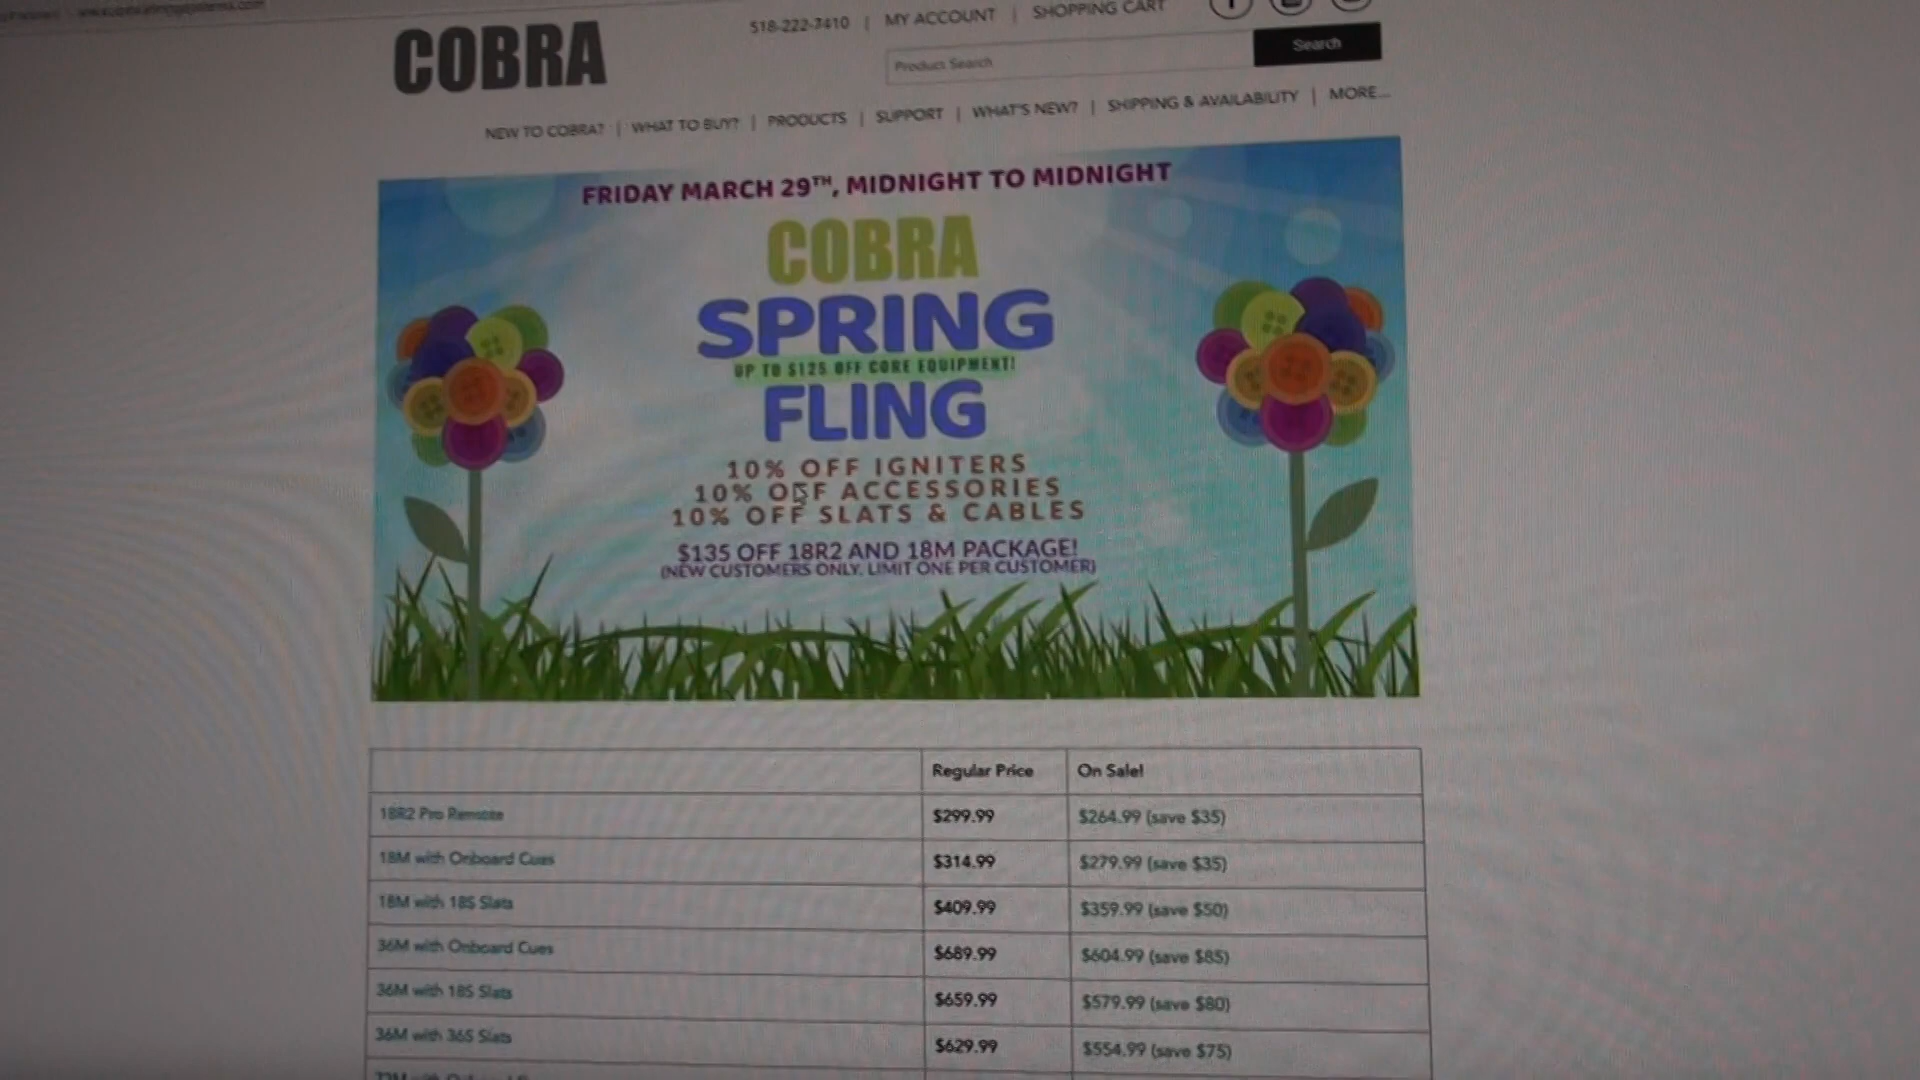 518-222-7410 | MY ACCOUNT | SHOPPING CART
COBRA
Product Search
Search
NEW TO COBRA? | WHAT TO BUY? | PRODUCTS | SUPPORT | WHAT'S NEW? | SHIPPING & AVAILABILITY | MORE...
FRIDAY MARCH 29TH, MIDNIGHT TO MIDNIGHT
COBRA
SPRING
UP TO $125 OFF CORE EQUIPMENT!
FLING
10% OFF IGNITERS
10% OFF ACCESSORIES
10% OFF SLATS & CABLES
$135 OFF 18R2 AND 18M PACKAGE!
(NEW CUSTOMERS ONLY. LIMIT ONE PER CUSTOMER)
Regular Price On Sale!
18R2 Pro Remote $299.99 $264.99 (save $35)
18M with Onboard Cues $314.99 $279.99 (save $35)
18M with 18S Slats $409.99 $359.99 (save $50)
36M with Onboard Cues $689.99 $604.99 (save $85)
36M with 18S Slats $659.99 $579.99 (save $80)
36M with 36S Slats $629.99 $554.99 (save $75)